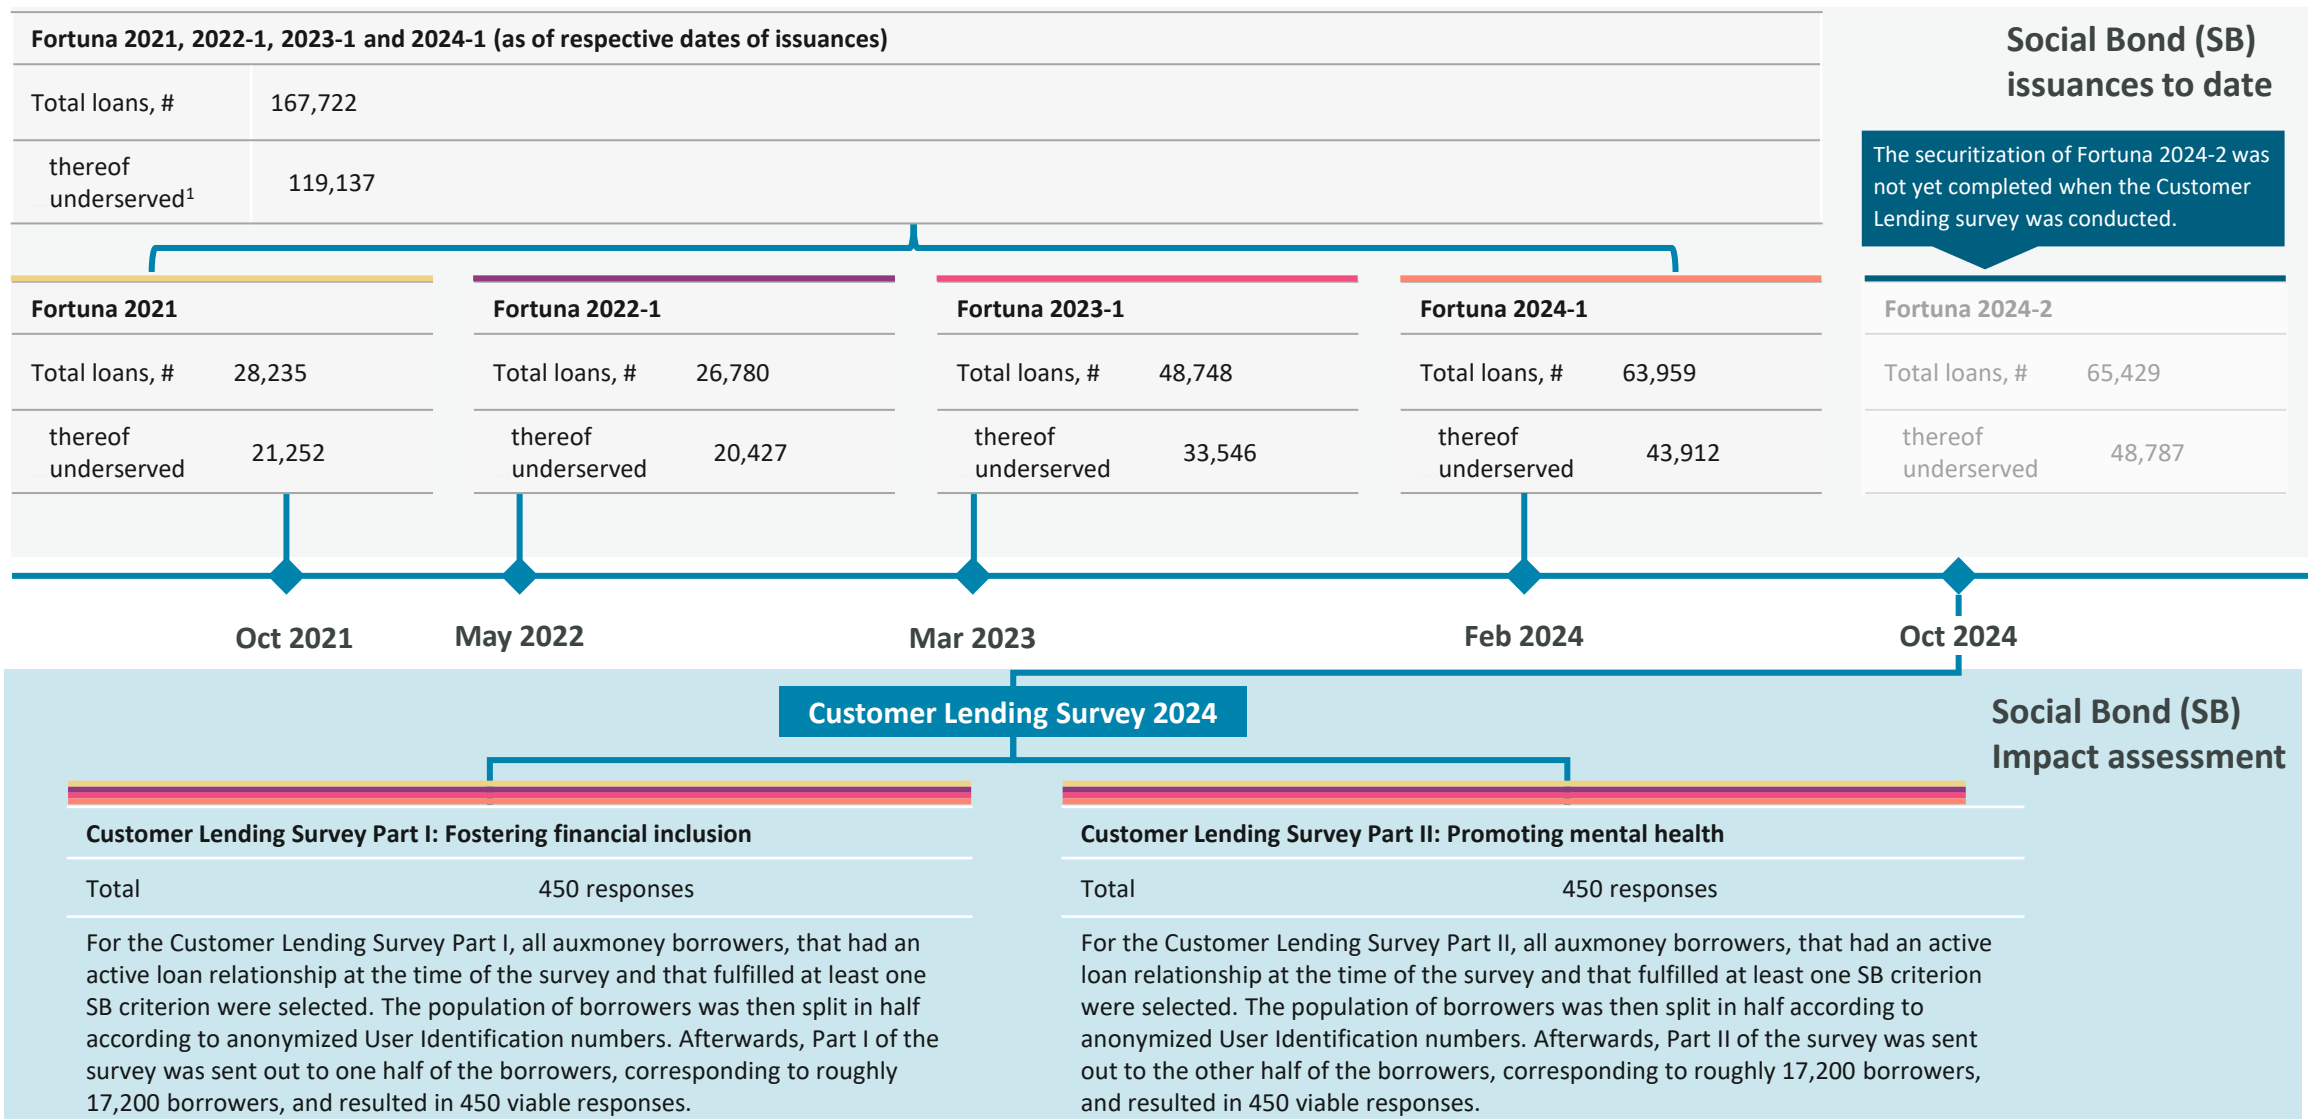 Fortuna 2021, 2022-1, 2023-1 and 2024-1 (as of respective dates of issuances)
Total loans, # 167,722
thereof
underserved¹ 119,137
Social Bond (SB)
issuances to date
The securitization of Fortuna 2024-2 was
not yet completed when the Customer
Lending survey was conducted.
Fortuna 2021
Total loans, # 28,235
thereof
underserved 21,252
Fortuna 2022-1
Total loans, # 26,780
thereof
underserved 20,427
Fortuna 2023-1
Total loans, # 48,748
thereof
underserved 33,546
Fortuna 2024-1
Total loans, # 63,959
thereof
underserved 43,912
Fortuna 2024-2
Total loans, # 65,429
thereof
underserved 48,787
Oct 2021
May 2022
Mar 2023
Feb 2024
Oct 2024
Customer Lending Survey 2024
Social Bond (SB)
Impact assessment
Customer Lending Survey Part I: Fostering financial inclusion
Total 450 responses
For the Customer Lending Survey Part I, all auxmoney borrowers, that had an
active loan relationship at the time of the survey and that fulfilled at least one
SB criterion were selected. The population of borrowers was then split in half
according to anonymized User Identification numbers. Afterwards, Part I of the
survey was sent out to one half of the borrowers, corresponding to roughly
17,200 borrowers, and resulted in 450 viable responses.
Customer Lending Survey Part II: Promoting mental health
Total 450 responses
For the Customer Lending Survey Part II, all auxmoney borrowers, that had an active
loan relationship at the time of the survey and that fulfilled at least one SB criterion
were selected. The population of borrowers was then split in half according to
anonymized User Identification numbers. Afterwards, Part II of the survey was sent
out to the other half of the borrowers, corresponding to roughly 17,200 borrowers,
and resulted in 450 viable responses.